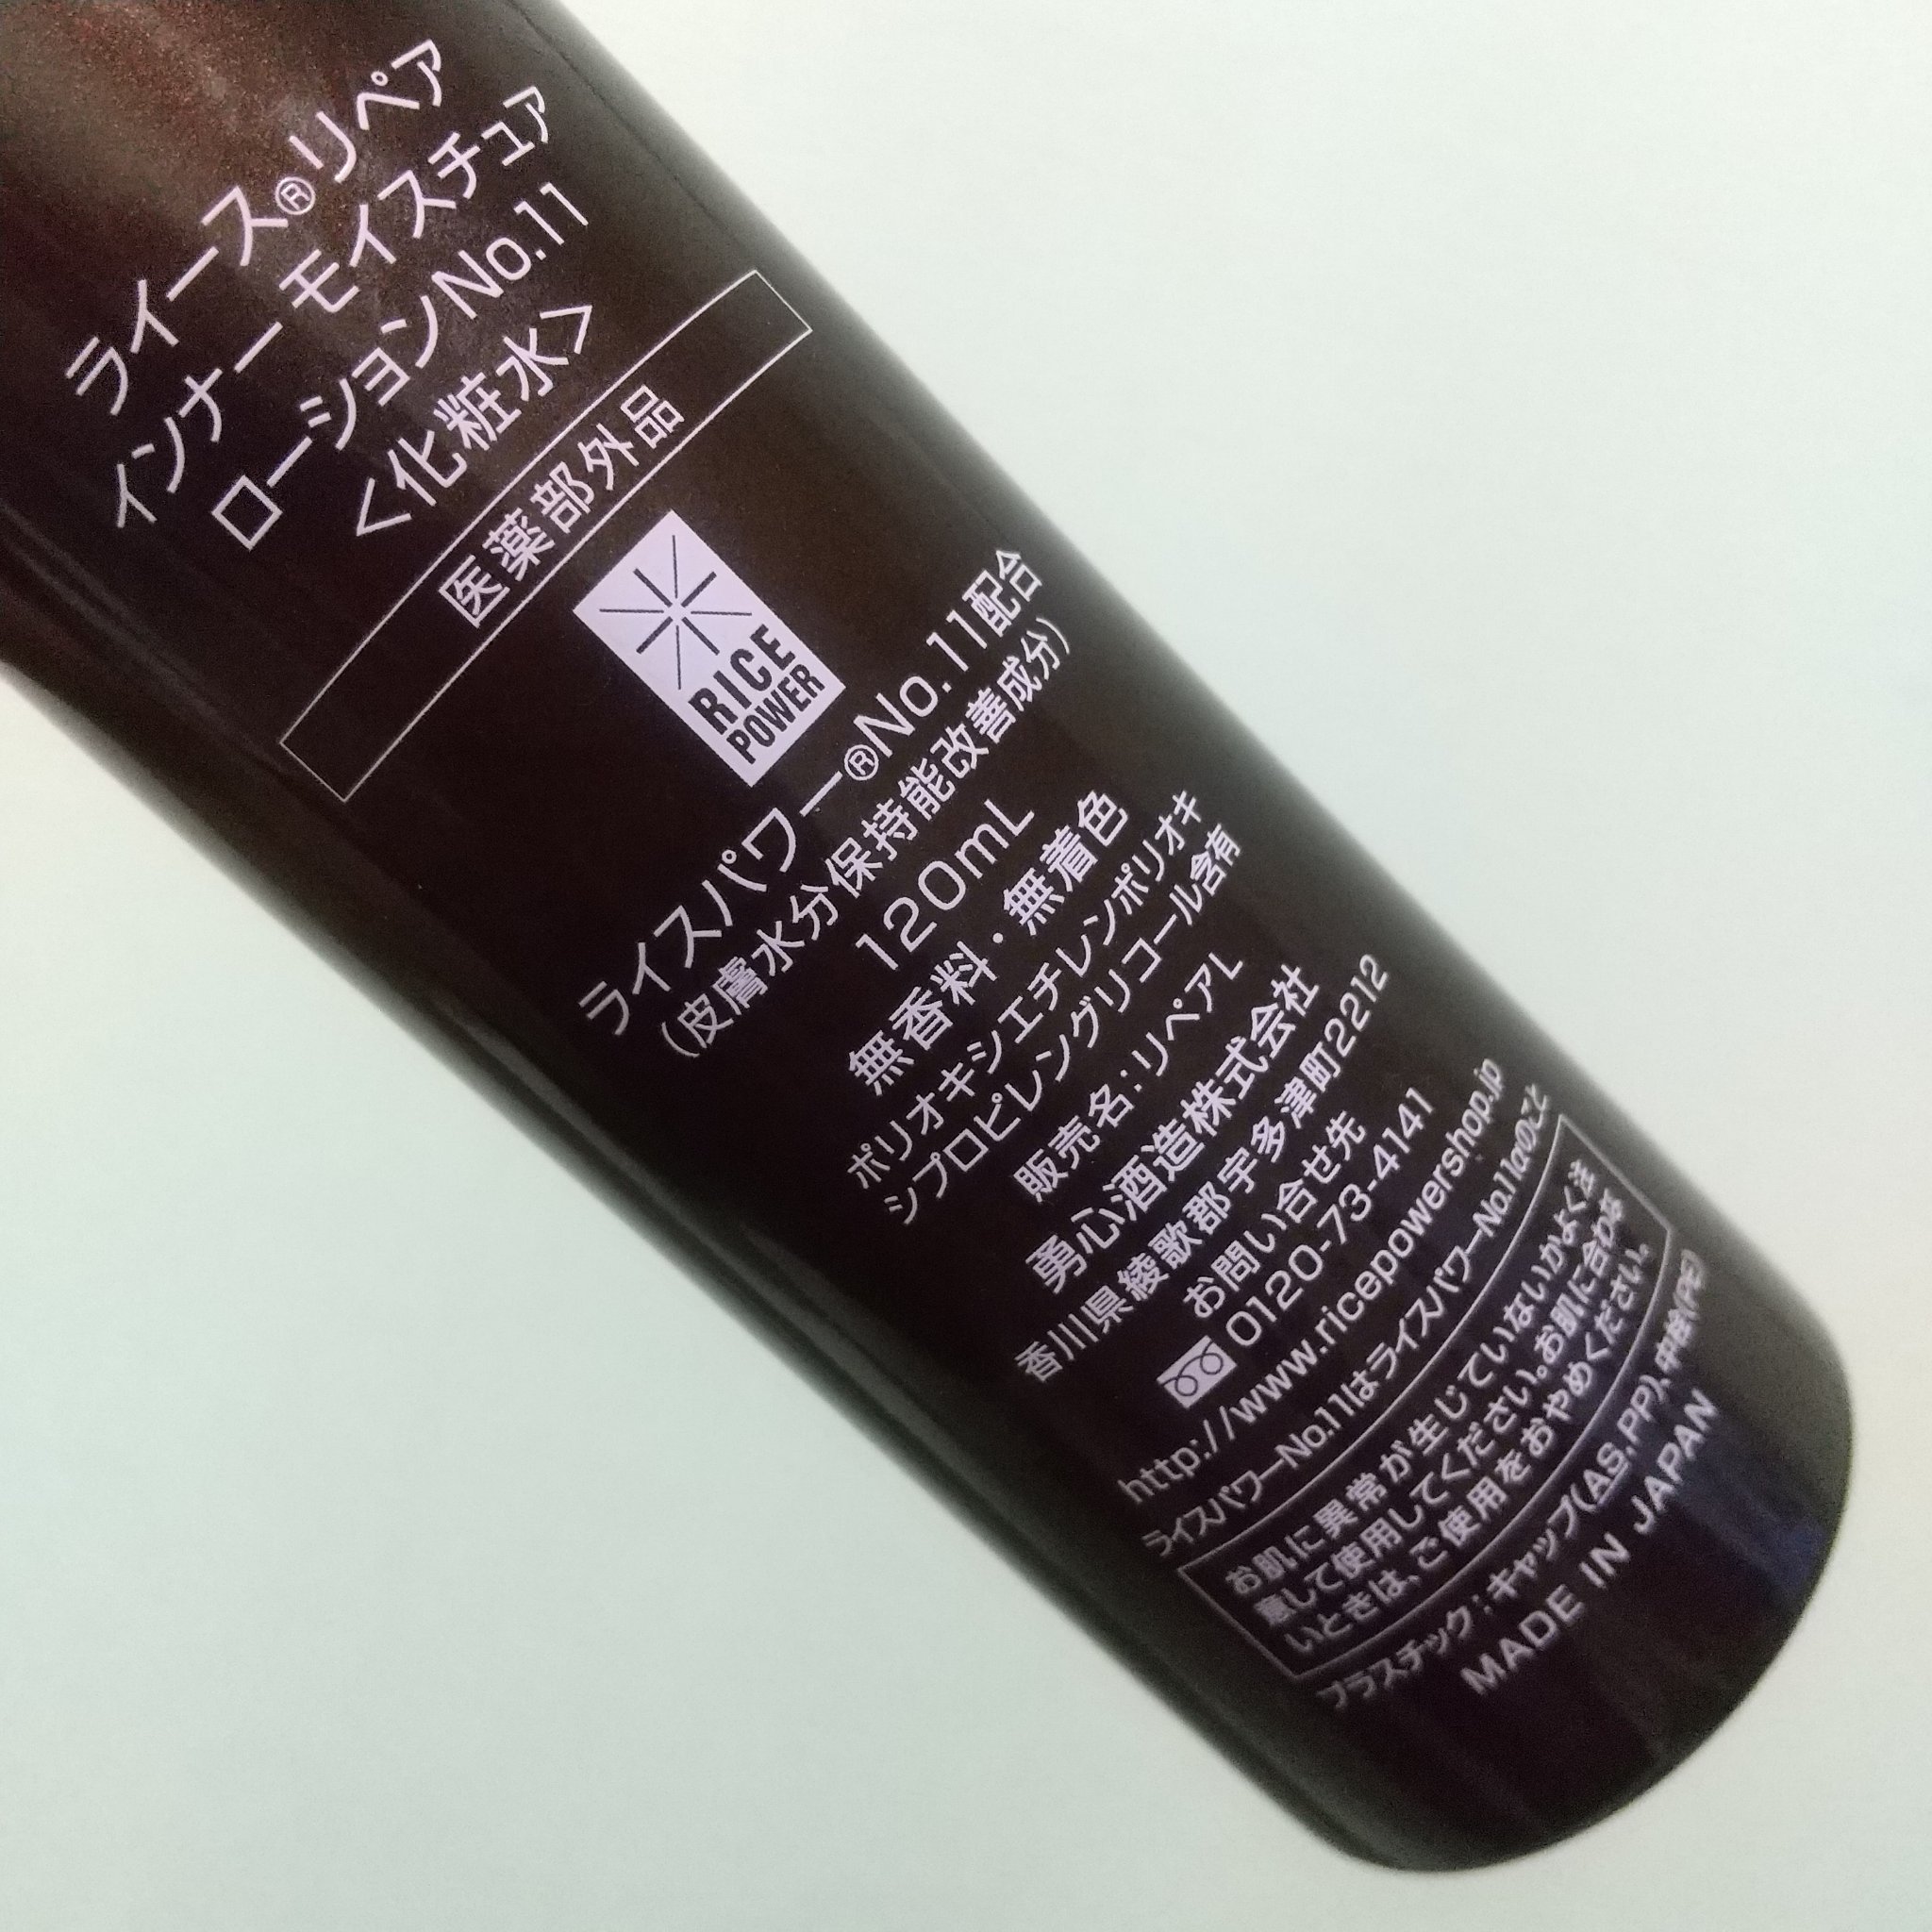 ライース®リペア
インナー モイスチュア
ローションNo.11
<化粧水>
医薬部外品
RICE
POWER
ライスパワー®No.11配合
(皮膚水分保持能改善成分)
120mL
無香料・無着色
ポリオキシエチレンポリオキ
シプロピレングリコール含有
販売名:リペアL
勇心酒造株式会社
香川県綾歌郡宇多津町2212
お問い合せ先
0120-73-4141
http://www.ricepowershop.jp
ライスパワーNo.11はライスパワーNo.11αのこと
お肌に異常が生じていないかよく注
意して使用してください。お肌に合わな
いときは、ご使用をおやめください。
プラスチック:キャップ(AS,PP)、中栓(PE)
MADE IN JAPAN